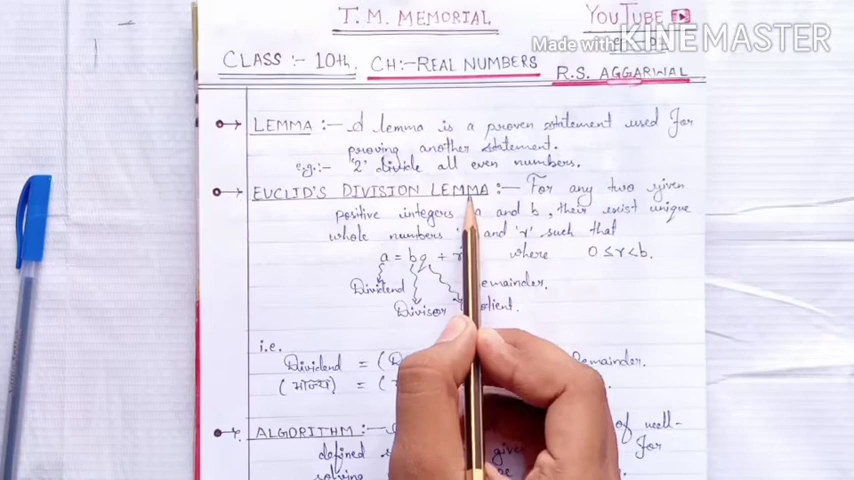 T.M. MEMORIAL
YOUTUBE
Made with KINEMASTER
CLASS :- 10th.
CH:- REAL NUMBERS
R.S. AGGARWAL
LEMMA :- A lemma is a proven statement used for
proving another statement.
e.g:- '2' divide all even numbers.
EUCLID'S DIVISION LEMMA :- For any two given
positive integers a and b, their exist unique
whole numbers and 'r' such that
a = bq + r where 0 ≤ r < b.
Dividend
Divisor
i.e.
Dividend = ( Remainder.
(भाज्य) = (
ALGORITHM :- of well-
defined for
solving